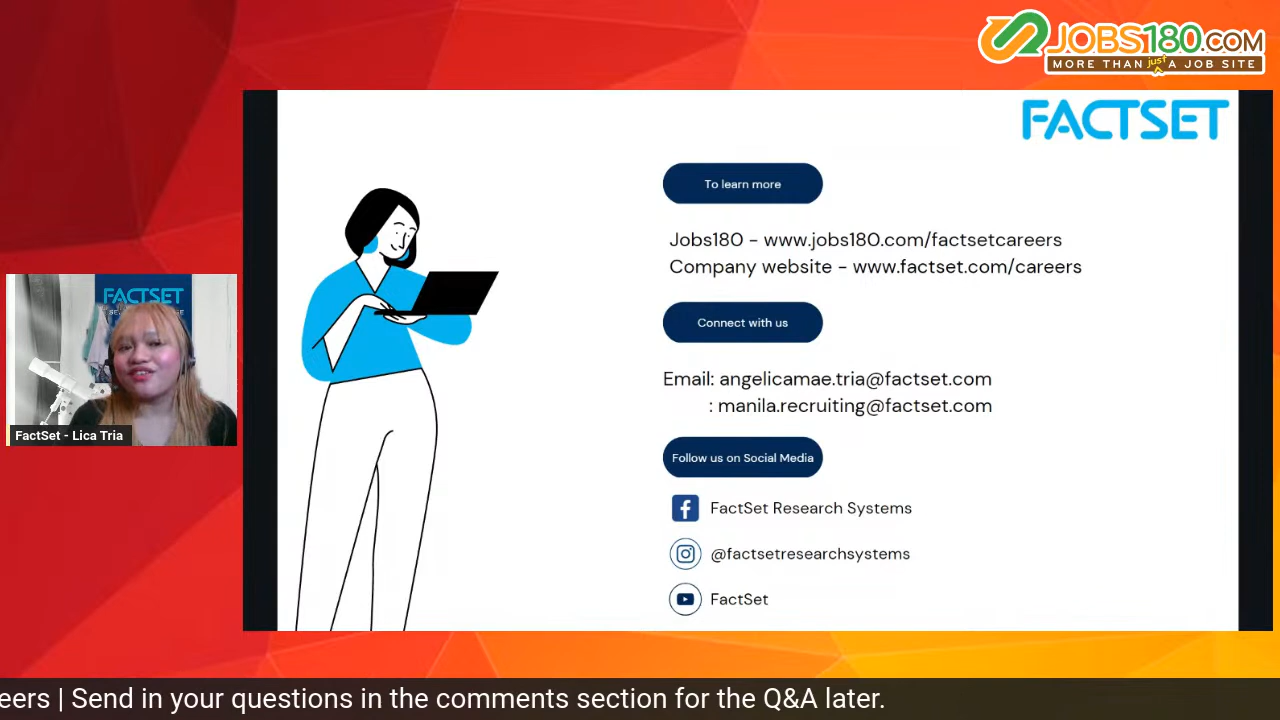 JOBS180.COM
MORE THAN just A JOB SITE
FACTSET
To learn more
Jobs180 - www.jobs180.com/factsetcareers
Company website - www.factset.com/careers
Connect with us
Email: angelicamae.tria@factset.com
: manila.recruiting@factset.com
Follow us on Social Media
FactSet Research Systems
@factsetresearchsystems
FactSet
FACTSET
FactSet - Lica Tria
eers | Send in your questions in the comments section for the Q&A later.